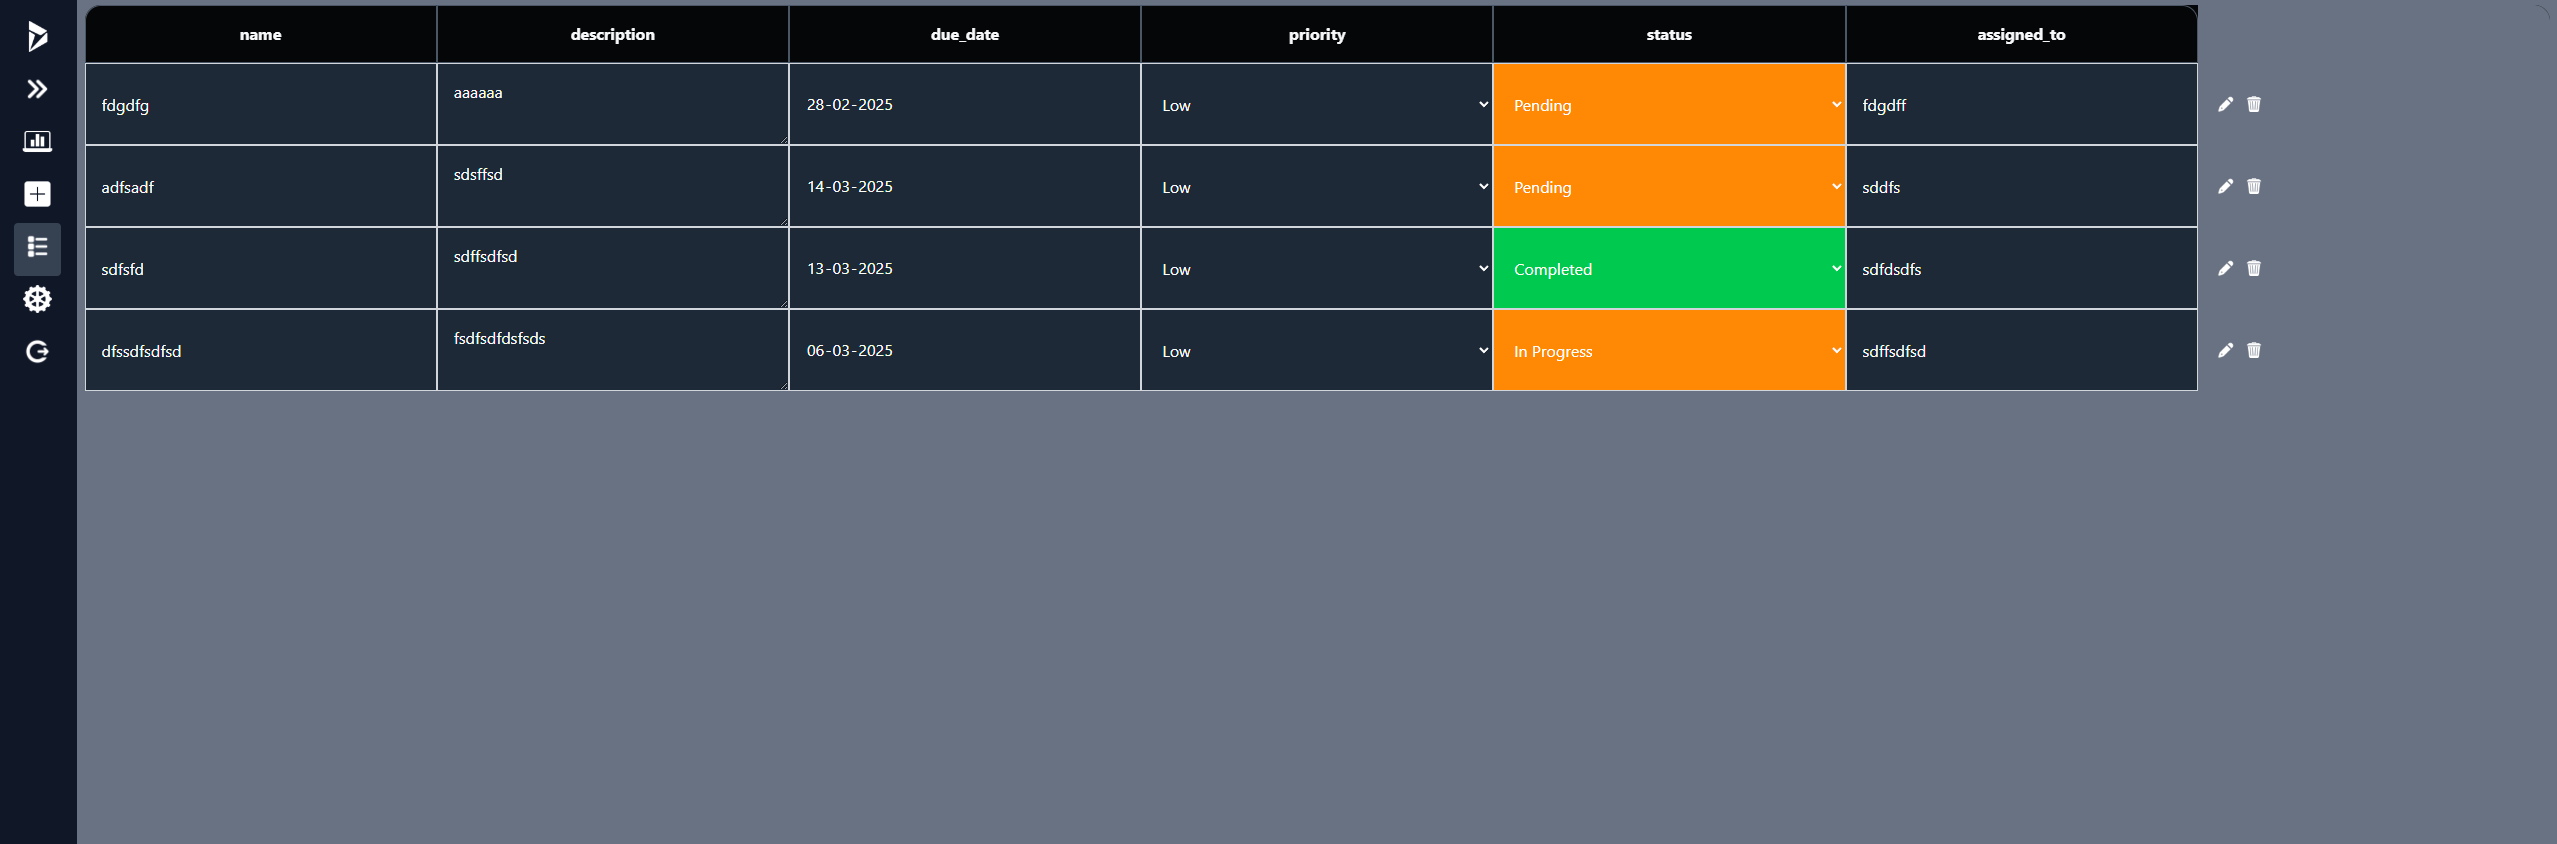 name description due_date priority status assigned_to
fdgdfg aaaaaa 28-02-2025 Low Pending fdgdff
adfsadf sdsffsd 14-03-2025 Low Pending sddfs
sdfsfd sdffsdfsd 13-03-2025 Low Completed sdfdsdfs
dfssdfsdfsd fsdfsdfdsfsds 06-03-2025 Low In Progress sdffsdfsd